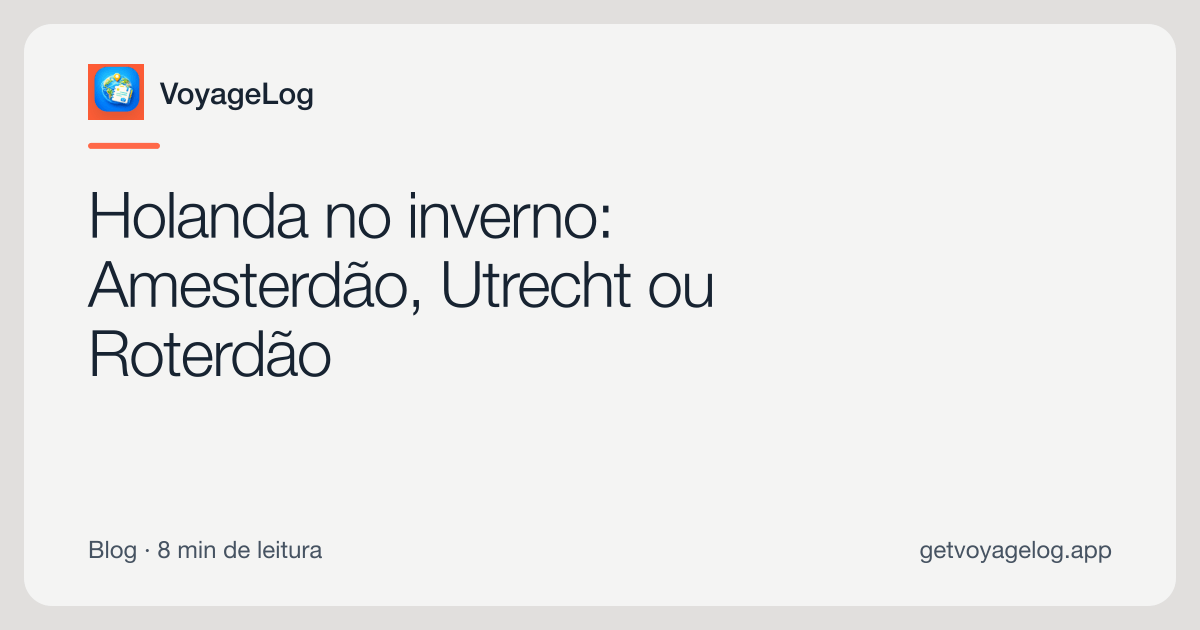 VoyageLog
Holanda no inverno:
Amesterdão, Utrecht ou
Roterdão
Blog · 8 min de leitura
getvoyagelog.app